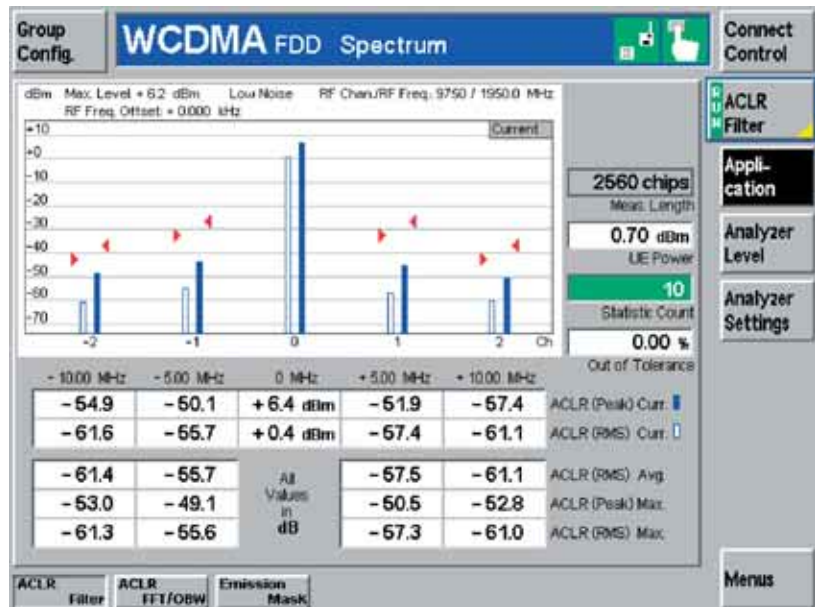 Group Config.
WCDMA FDD Spectrum
Connect Control
dBm Max. Level + 6.2 dBm Low Noise RF Chan./RF Freq.: 9750 / 1950.0 MHz
RF Freq. Offset: + 0.000 kHz
Current
+10
+0
-10
-20
-30
-40
-50
-60
-70
-2 -1 0 1 2 Ch
2560 chips
Meas. Length
0.70 dBm
UE Power
10
Statistic Count
0.00 %
Out of Tolerance
RUN
ACLR Filter
Appli-
cation
Analyzer Level
Analyzer Settings
Menus
- 10.00 MHz - 5.00 MHz 0 MHz + 5.00 MHz + 10.00 MHz
-54.9 -50.1 +6.4 dBm -51.9 -57.4 ACLR (Peak) Curr.
-61.6 -55.7 +0.4 dBm -57.4 -61.1 ACLR (RMS) Curr.
-61.4 -55.7 -57.5 -61.1 ACLR (RMS) Avg.
-53.0 -49.1 -50.5 -52.8 ACLR (Peak) Max.
-61.3 -55.6 -57.3 -61.0 ACLR (RMS) Max.
All
Values
in
dB
ACLR Filter
ACLR FFT/OBW
Emission Mask